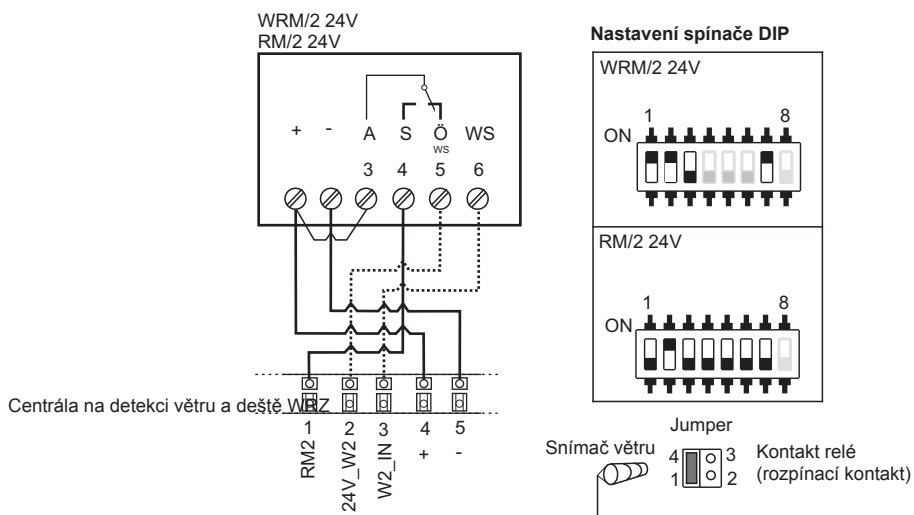 WRM/2 24V
RM/2 24V
+ - A S Ö WS
ws
3 4 5 6
Centrála na detekci větru a deště WRZ
1 2 3 4 5
RM2 24V_W2 W2_IN + -
Nastavení spínače DIP
WRM/2 24V
1 8
ON
RM/2 24V
1 8
ON
Jumper
Snímač větru
4 3
1 2
Kontakt relé
(rozpínací kontakt)